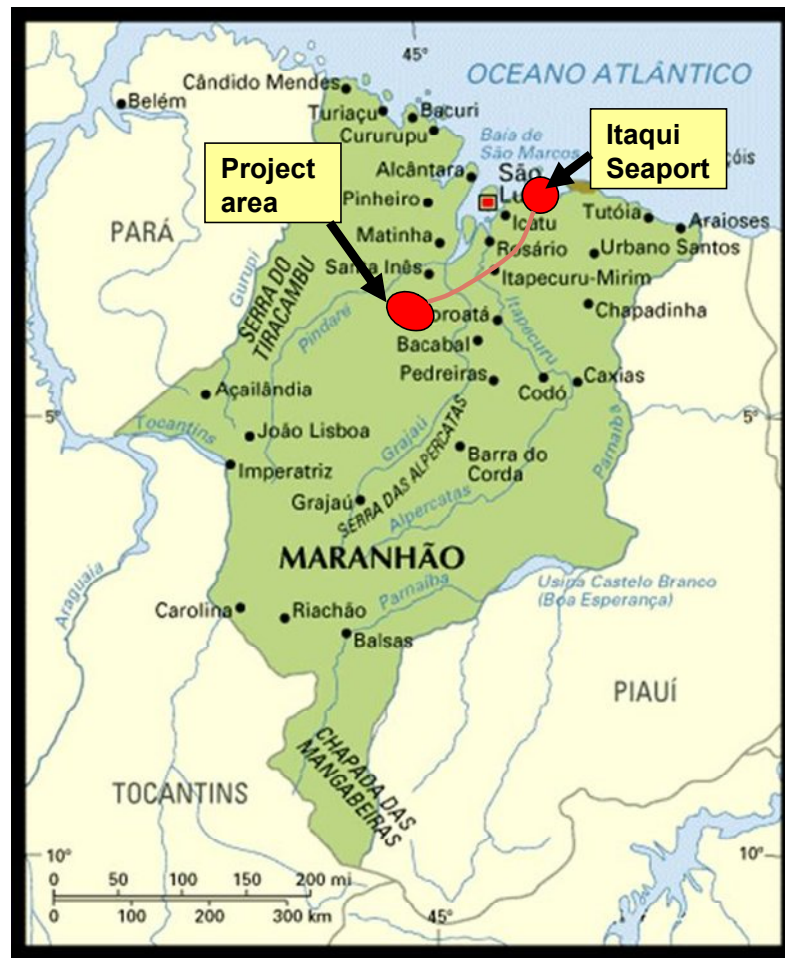 45°
OCEANO ATLÂNTICO
Cândido Mendes
Belém
Turiaçu
Bacuri
Cururupu
Baía de
São Marcos
Itaqui
Seaport
Project
area
Alcântara
São
Pinheiro
Icatu
Tutóia
Araioses
PARÁ
Matinha
Rosário
Urbano Santos
Gurupi
SERRA DO
TIRACAMBU
Itapecuru-Mirim
Pindaré
Chapadinha
Itapecuru
Bacabal
Pedreiras
Codó
Caxias
Açailândia
5°
5°
Tocantins
João Lisboa
Parnaíba
Grajaú
SERRA DAS ALPERCATAS
Barra do
Corda
Imperatriz
Grajaú
Alpercatas
MARANHÃO
Araguaia
Parnaíba
Usina Castelo Branco
(Boa Esperança)
Carolina
Riachão
Balsas
PIAUÍ
CHAPADA DAS
MANGABEIRAS
TOCANTINS
10°
10°
0 50 100 150 200 mi
0 100 200 300 km
45°